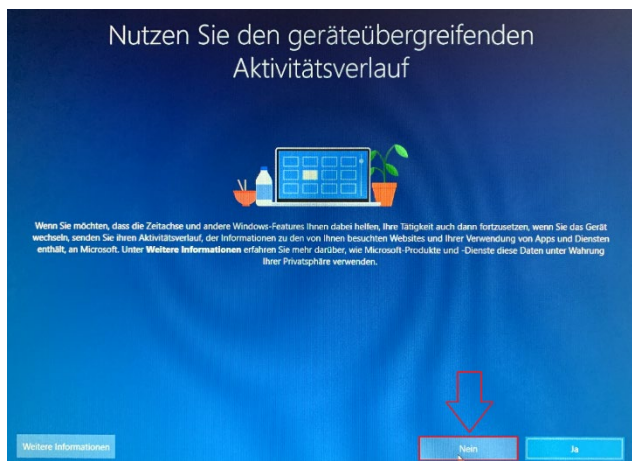 Nutzen Sie den geräteübergreifenden
Aktivitätsverlauf
Wenn Sie möchten, dass die Zeitachse und andere Windows-Features Ihnen dabei helfen, Ihre Tätigkeit auch dann fortzusetzen, wenn Sie das Gerät
wechseln, senden Sie ihren Aktivitätsverlauf, der Informationen zu den von Ihnen besuchten Websites und Ihrer Verwendung von Apps und Diensten
enthält, an Microsoft. Unter Weitere Informationen erfahren Sie mehr darüber, wie Microsoft-Produkte und -Dienste diese Daten unter Wahrung
Ihrer Privatsphäre verwenden.
Weitere Informationen
Nein
Ja